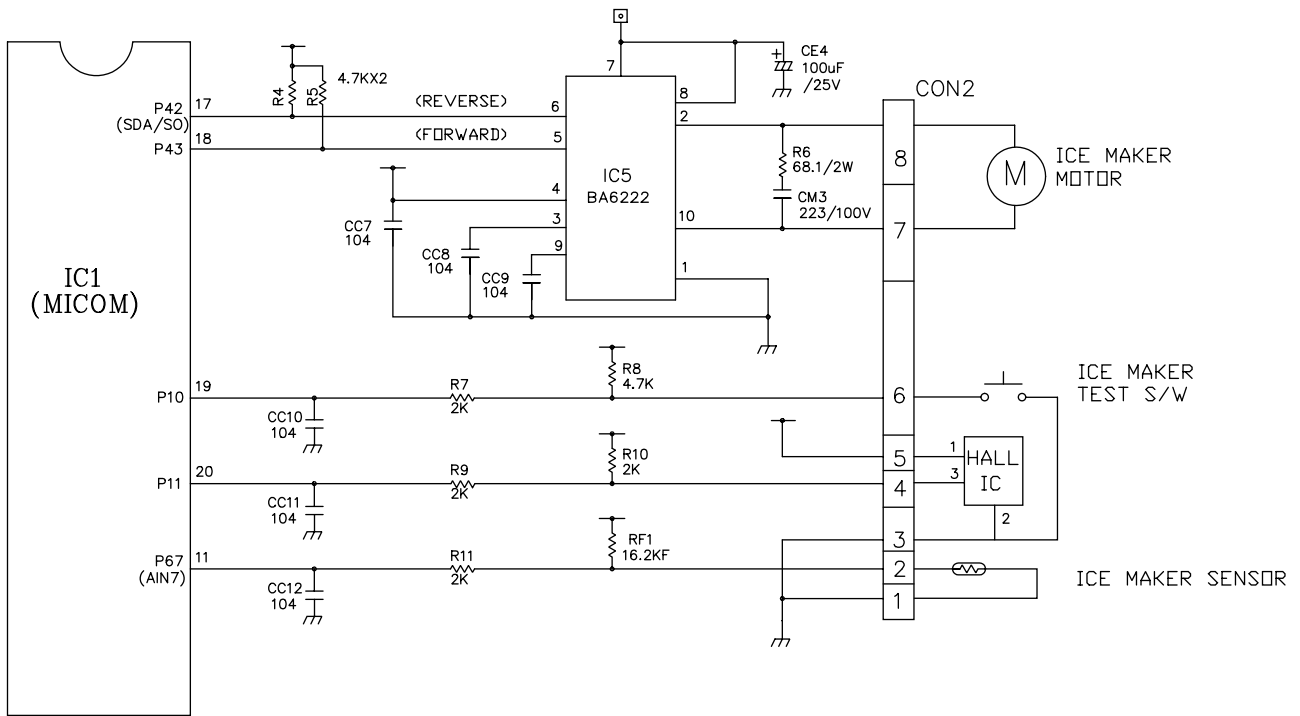 IC1
(MICOM)
P42
(SDA/SO)
17
P43
18
R4
R5
4.7KX2
(REVERSE)
(FORWARD)
6
5
4
3
9
7
8
2
10
1
IC5
BA6222
CC7
104
CC8
104
CC9
104
+
CE4
100uF
/25V
R6
68.1/2W
CM3
223/100V
CON2
8
7
6
5
4
3
2
1
M
ICE MAKER
MOTOR
P10
19
CC10
104
R7
2K
R8
4.7K
ICE MAKER
TEST S/W
P11
20
CC11
104
R9
2K
R10
2K
1
3
2
HALL
IC
P67
(AIN7)
11
CC12
104
R11
2K
RF1
16.2KF
ICE MAKER SENSOR